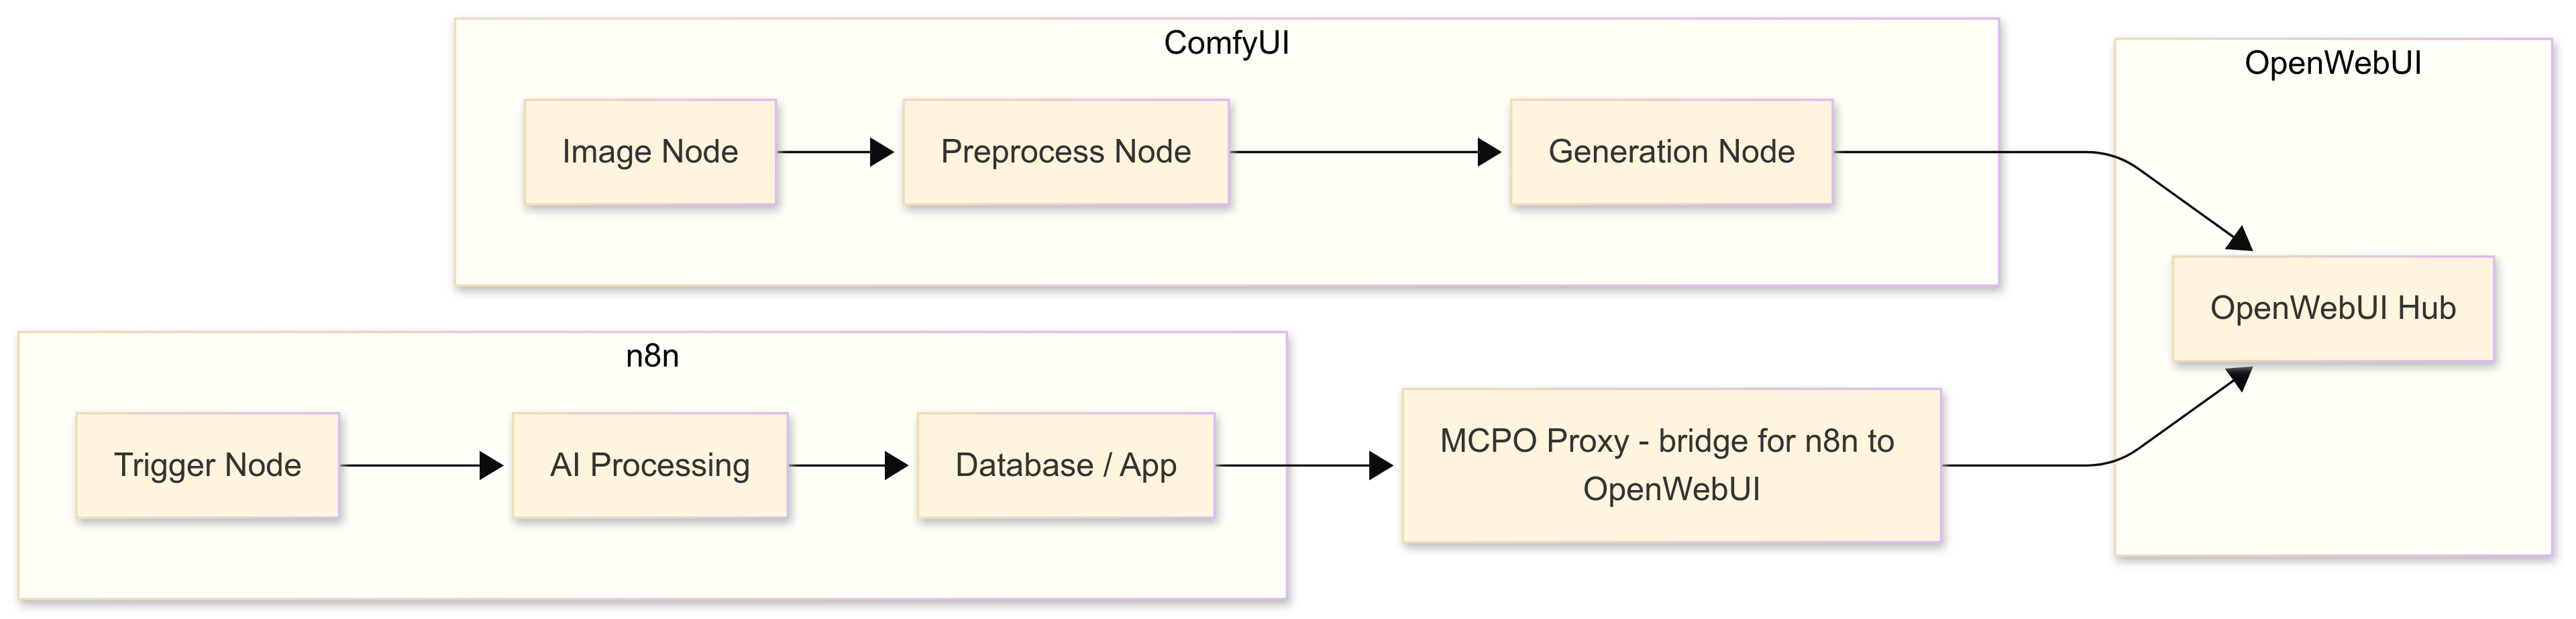 ComfyUI
Image Node
Preprocess Node
Generation Node
OpenWebUI
OpenWebUI Hub
n8n
Trigger Node
AI Processing
Database / App
MCPO Proxy - bridge for n8n to
OpenWebUI